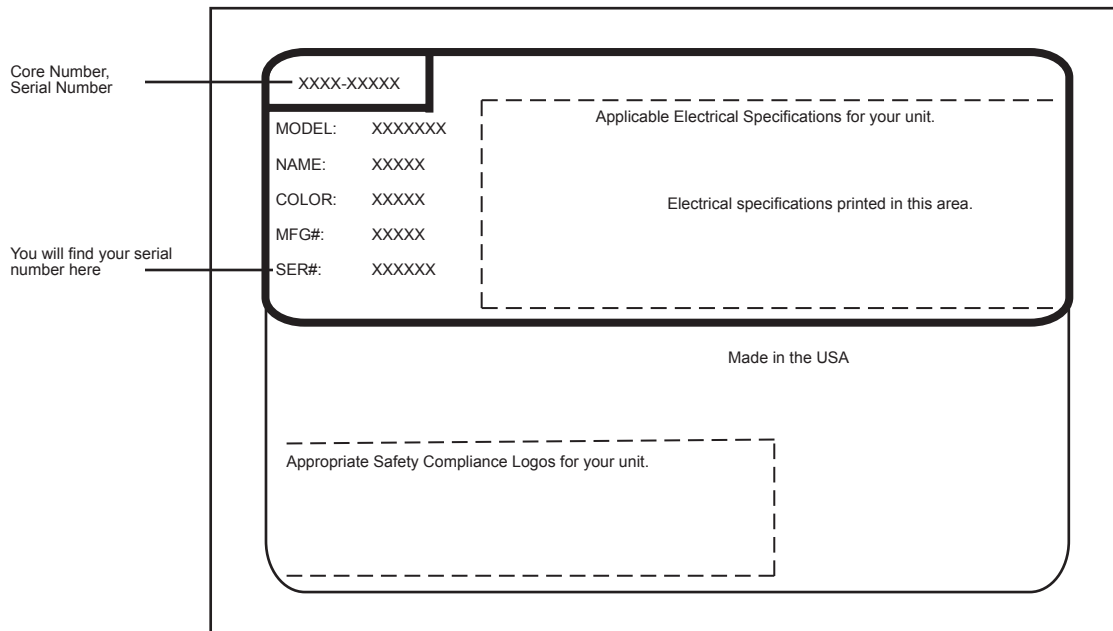 Core Number,
Serial Number
XXXX-XXXXX
MODEL: XXXXXXX
NAME: XXXXX
COLOR: XXXXX
MFG#: XXXXX
You will find your serial
number here
SER#: XXXXXX
Applicable Electrical Specifications for your unit.
Electrical specifications printed in this area.
Made in the USA
Appropriate Safety Compliance Logos for your unit.